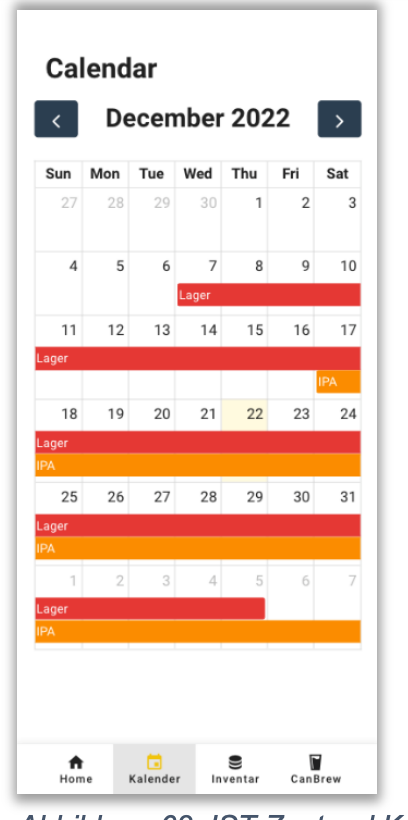 Calendar
December 2022
Sun Mon Tue Wed Thu Fri Sat
27 28 29 30 1 2 3
4 5 6 7 8 9 10
Lager
11 12 13 14 15 16 17
Lager
IPA
18 19 20 21 22 23 24
Lager
IPA
25 26 27 28 29 30 31
Lager
IPA
1 2 3 4 5 6 7
Lager
IPA
Home Kalender Inventar CanBrew